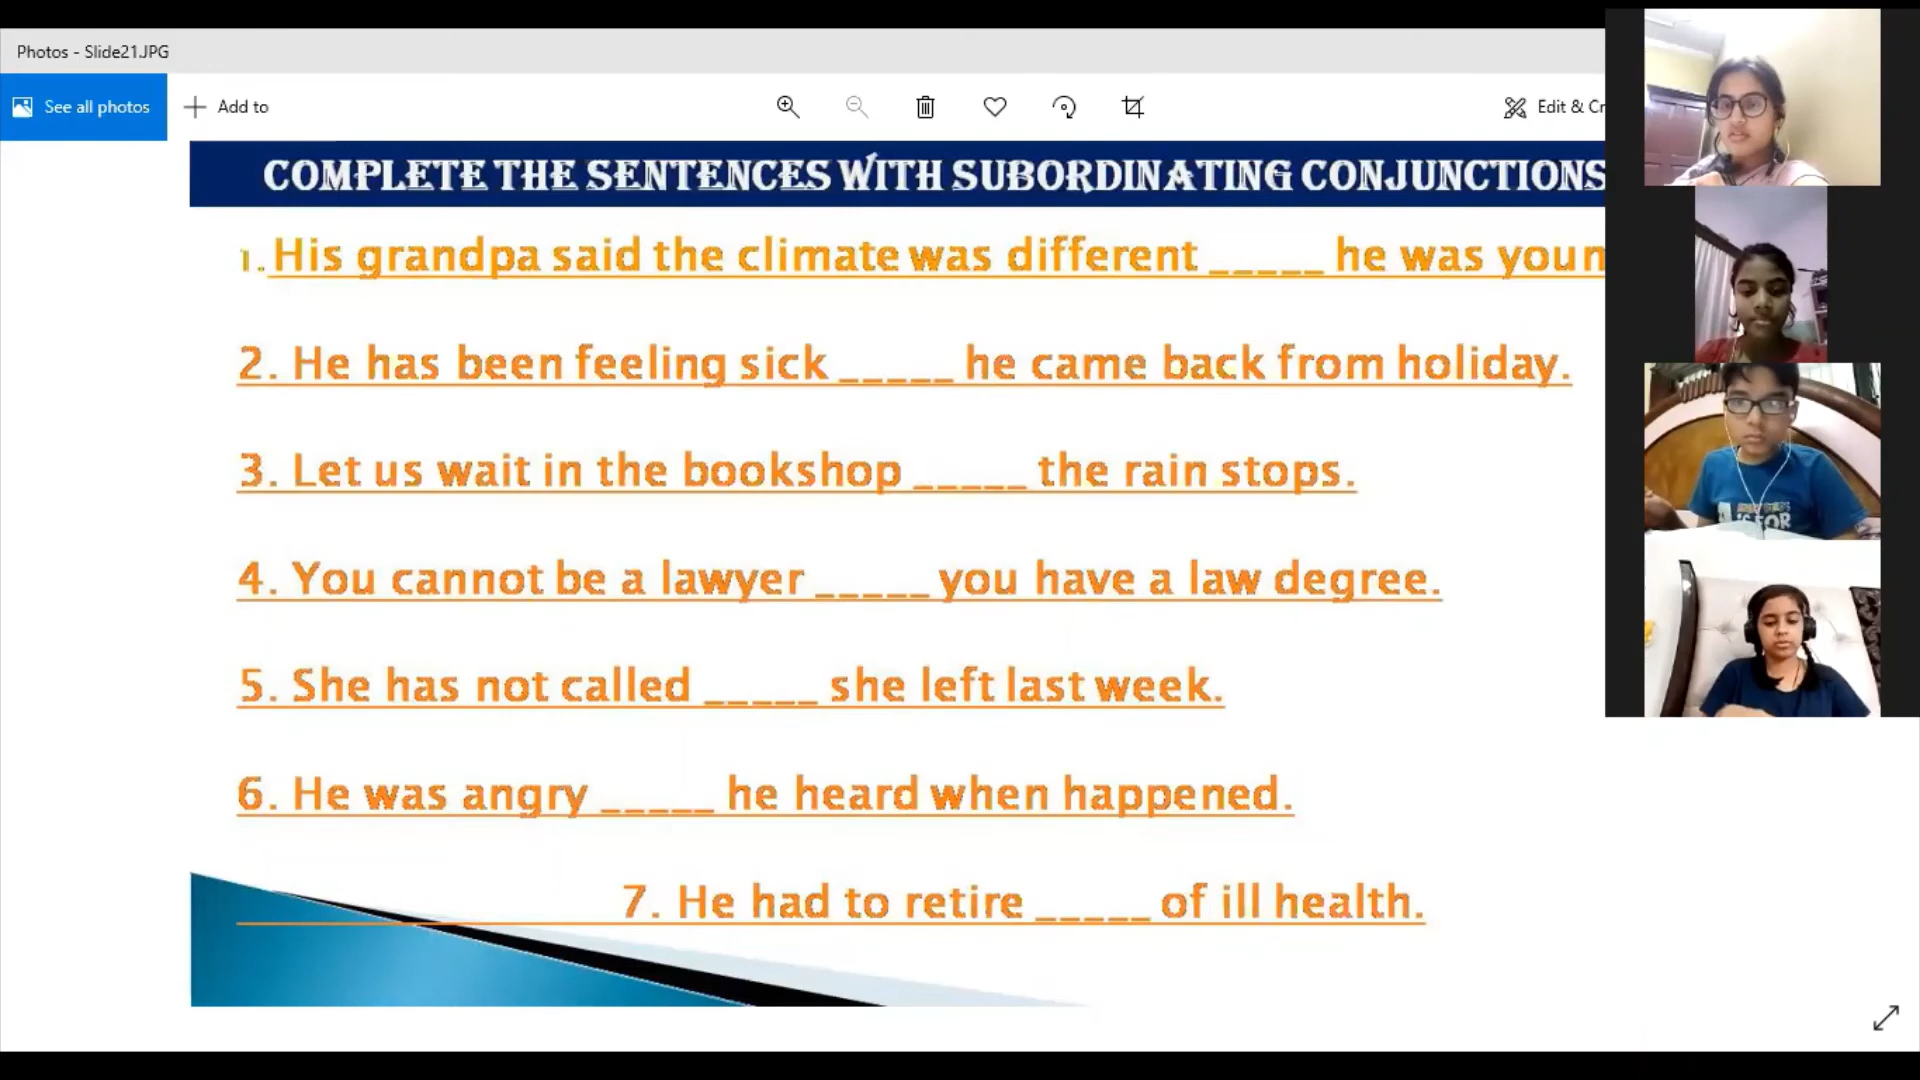 Photos - Slide21.JPG
See all photos
Add to
Edit & Cr
COMPLETE THE SENTENCES WITH SUBORDINATING CONJUNCTIONS
1. His grandpa said the climate was different _____ he was youn
2. He has been feeling sick _____ he came back from holiday.
3. Let us wait in the bookshop _____ the rain stops.
4. You cannot be a lawyer _____ you have a law degree.
5. She has not called _____ she left last week.
6. He was angry _____ he heard when happened.
7. He had to retire _____ of ill health.
IS FOR